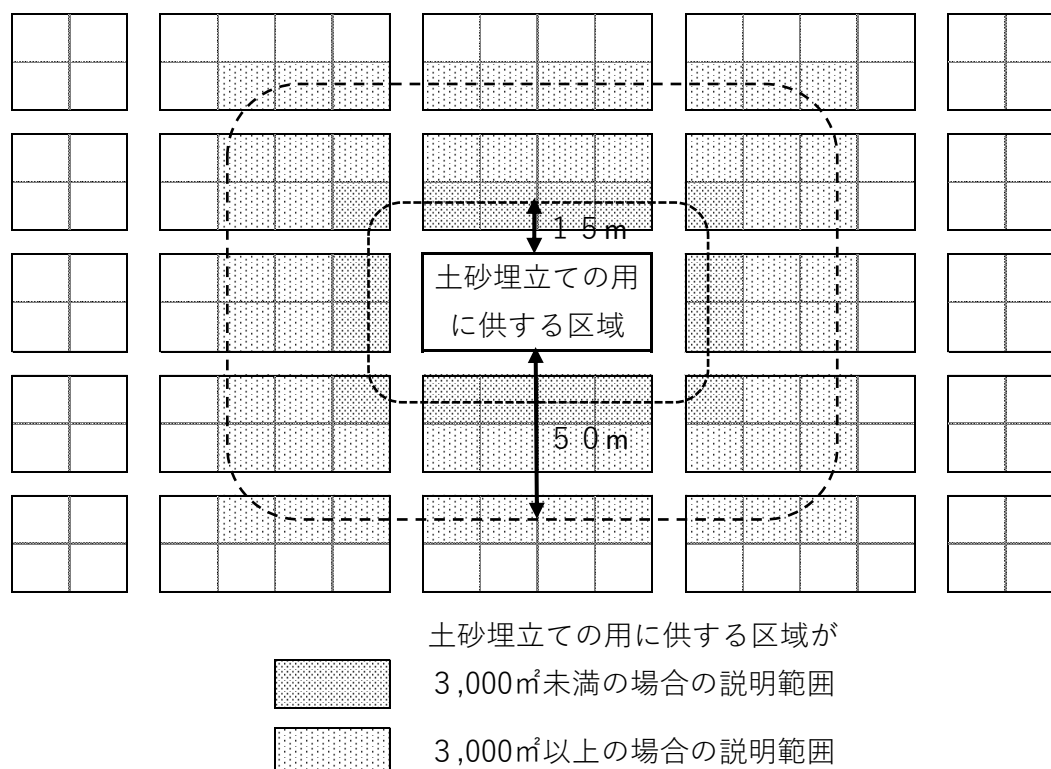 15m
土砂埋立ての用
に供する区域
50m
土砂埋立ての用に供する区域が
3,000㎡未満の場合の説明範囲
3,000㎡以上の場合の説明範囲